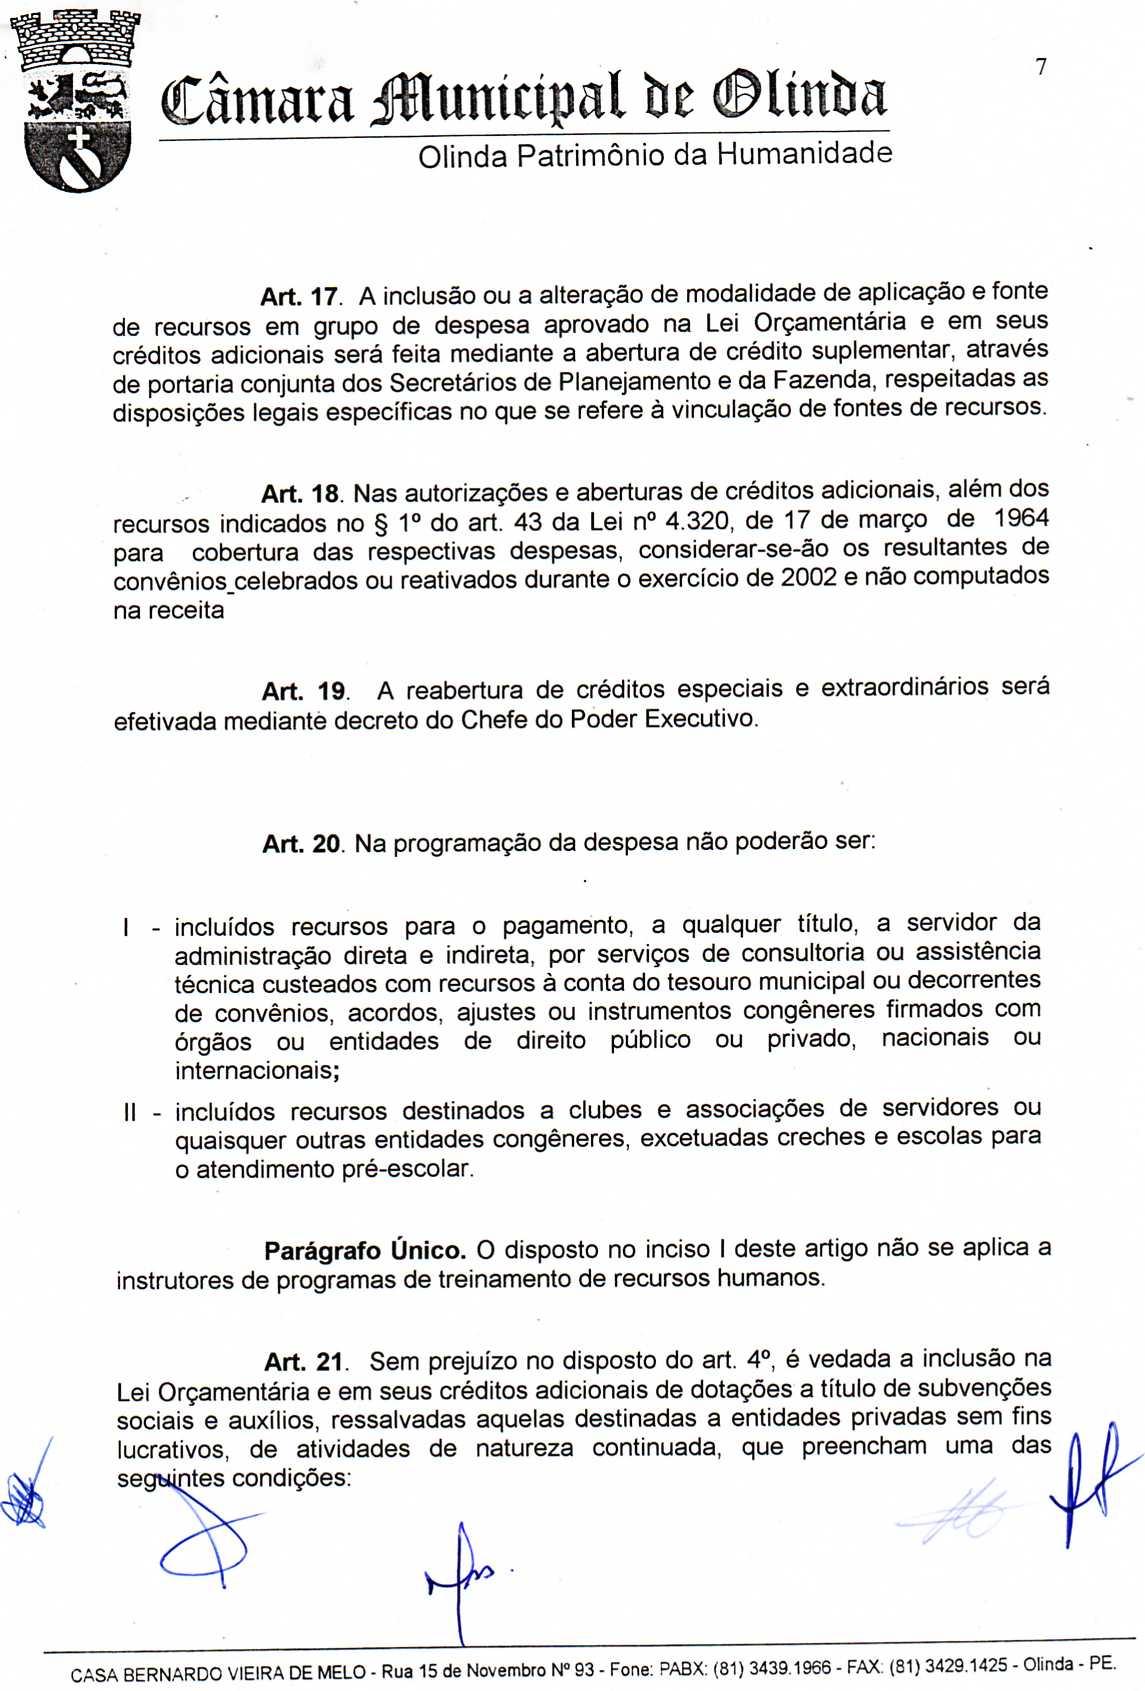 7
Câmara Municipal de Olinda
Olinda Patrimônio da Humanidade
Art. 17. A inclusão ou a alteração de modalidade de aplicação e fonte
de recursos em grupo de despesa aprovado na Lei Orçamentária e em seus
créditos adicionais será feita mediante a abertura de crédito suplementar, através
de portaria conjunta dos Secretários de Planejamento e da Fazenda, respeitadas as
disposições legais específicas no que se refere à vinculação de fontes de recursos.
Art. 18. Nas autorizações e aberturas de créditos adicionais, além dos
recursos indicados no § 1º do art. 43 da Lei nº 4.320, de 17 de março de 1964
para cobertura das respectivas despesas, considerar-se-ão os resultantes de
convênios celebrados ou reativados durante o exercício de 2002 e não computados
na receita
Art. 19. A reabertura de créditos especiais e extraordinários será
efetivada mediante decreto do Chefe do Poder Executivo.
Art. 20. Na programação da despesa não poderão ser:
I - incluídos recursos para o pagamento, a qualquer título, a servidor da
administração direta e indireta, por serviços de consultoria ou assistência
técnica custeados com recursos à conta do tesouro municipal ou decorrentes
de convênios, acordos, ajustes ou instrumentos congêneres firmados com
órgãos ou entidades de direito público ou privado, nacionais ou
internacionais;
II - incluídos recursos destinados a clubes e associações de servidores ou
quaisquer outras entidades congêneres, excetuadas creches e escolas para
o atendimento pré-escolar.
Parágrafo Único. O disposto no inciso I deste artigo não se aplica a
instrutores de programas de treinamento de recursos humanos.
Art. 21. Sem prejuízo no disposto do art. 4º, é vedada a inclusão na
Lei Orçamentária e em seus créditos adicionais de dotações a título de subvenções
sociais e auxílios, ressalvadas aquelas destinadas a entidades privadas sem fins
lucrativos, de atividades de natureza continuada, que preencham uma das
seguintes condições:
CASA BERNARDO VIEIRA DE MELO - Rua 15 de Novembro Nº 93 - Fone: PABX: (81) 3439.1966 - FAX: (81) 3429.1425 - Olinda - PE.